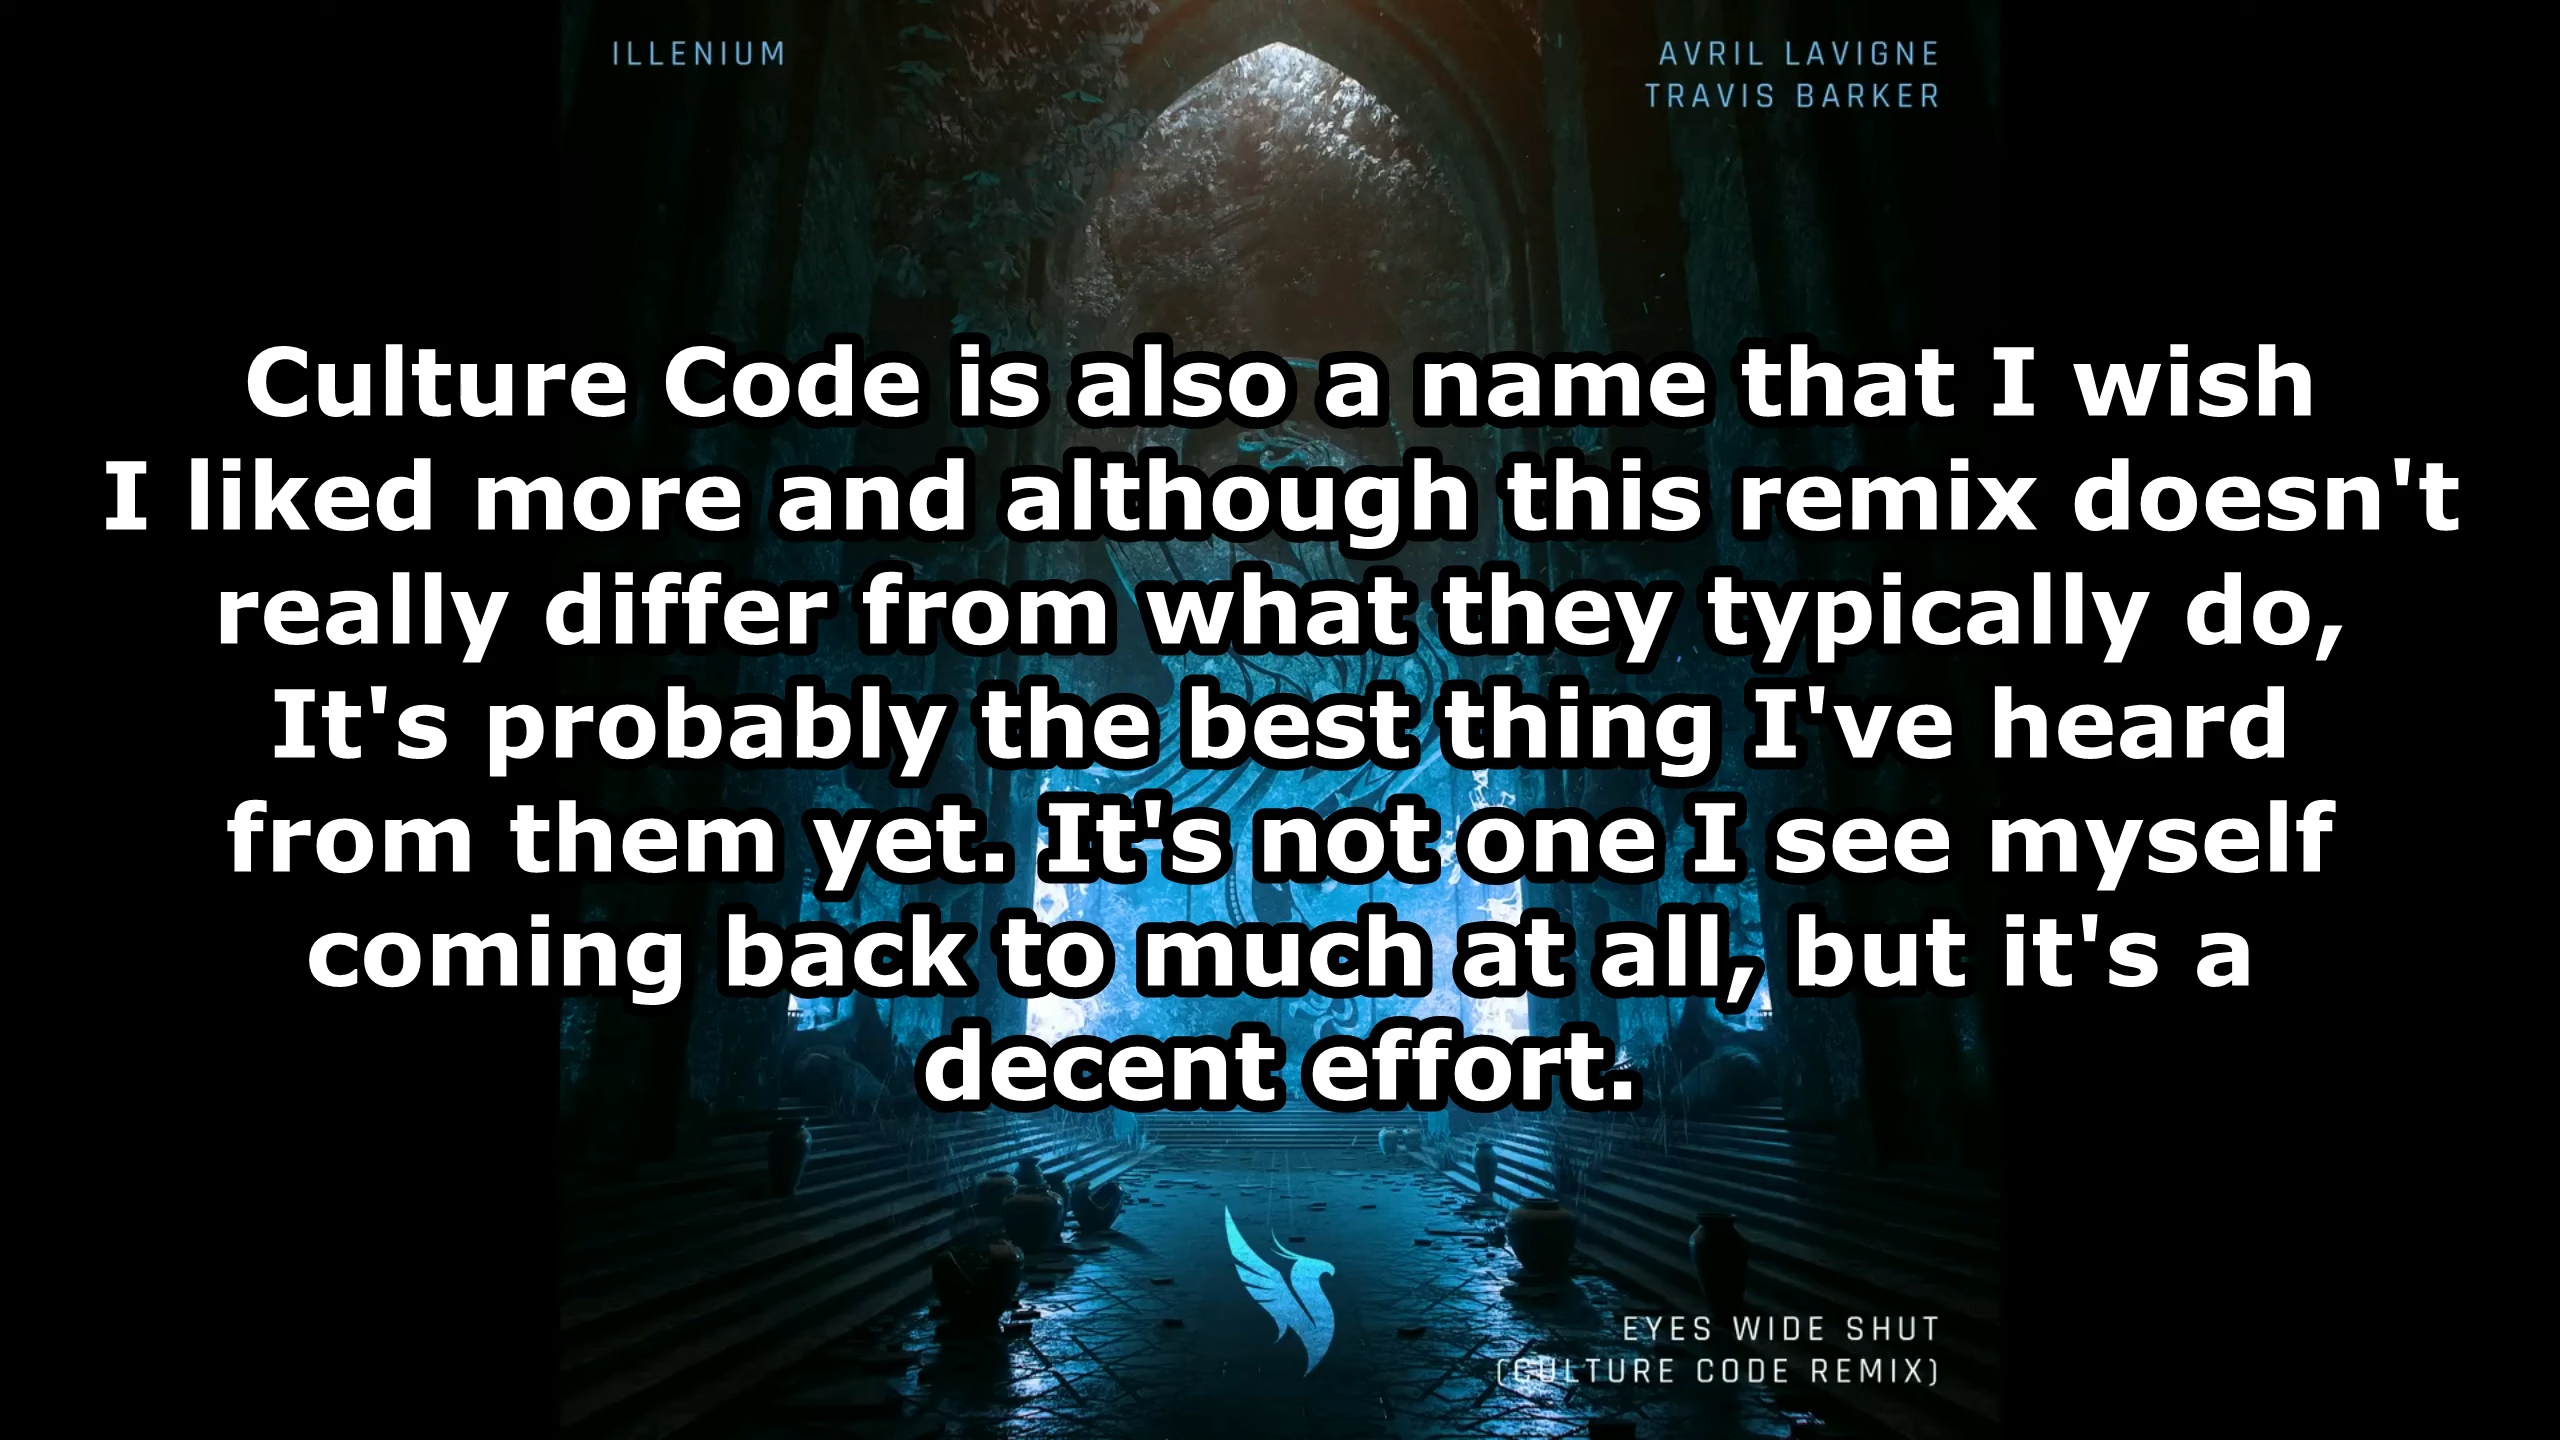 ILLENIUM
AVRIL LAVIGNE
TRAVIS BARKER
Culture Code is also a name that I wish
I liked more and although this remix doesn't
really differ from what they typically do,
It's probably the best thing I've heard
from them yet. It's not one I see myself
coming back to much at all, but it's a
decent effort.
EYES WIDE SHUT
(CULTURE CODE REMIX)